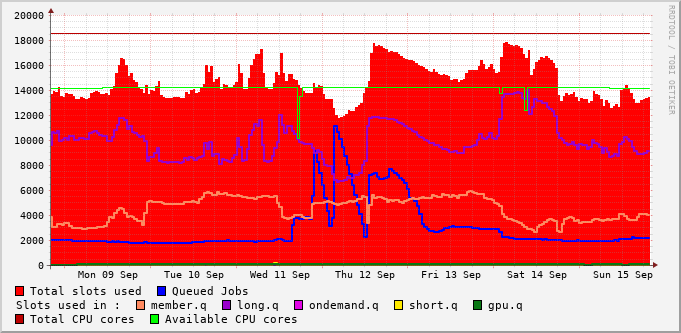 20000
18000
16000
14000
12000
10000
8000
6000
4000
2000
0
Mon 09 Sep Tue 10 Sep Wed 11 Sep Thu 12 Sep Fri 13 Sep Sat 14 Sep Sun 15 Sep
RRDTOOL / TOBI OETIKER
Total slots used Queued Jobs
Slots used in : member.q long.q ondemand.q short.q gpu.q
Total CPU cores Available CPU cores